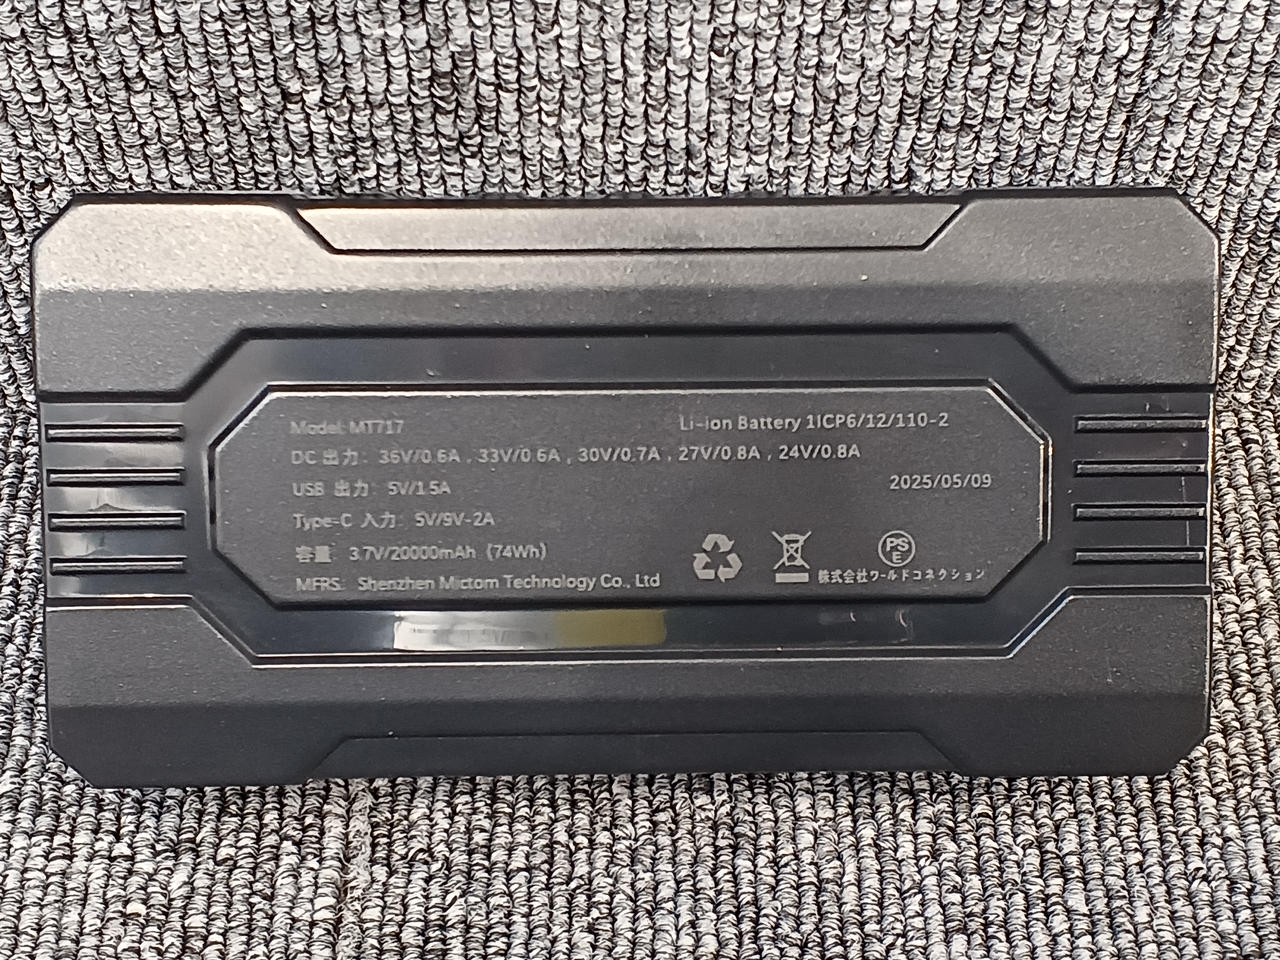 Model: MT717
Li-ion Battery 1ICP6/12/110-2
DC 出力: 36V/0.6A , 33V/0.6A , 30V/0.7A , 27V/0.8A , 24V/0.8A
USB 出力: 5V/1.5A
2025/05/09
Type-C 入力: 5V/9V-2A
容量: 3.7V/20000mAh (74Wh)
PS
E
MFRS: Shenzhen Mictom Technology Co., Ltd
株式会社ワールドコネクション